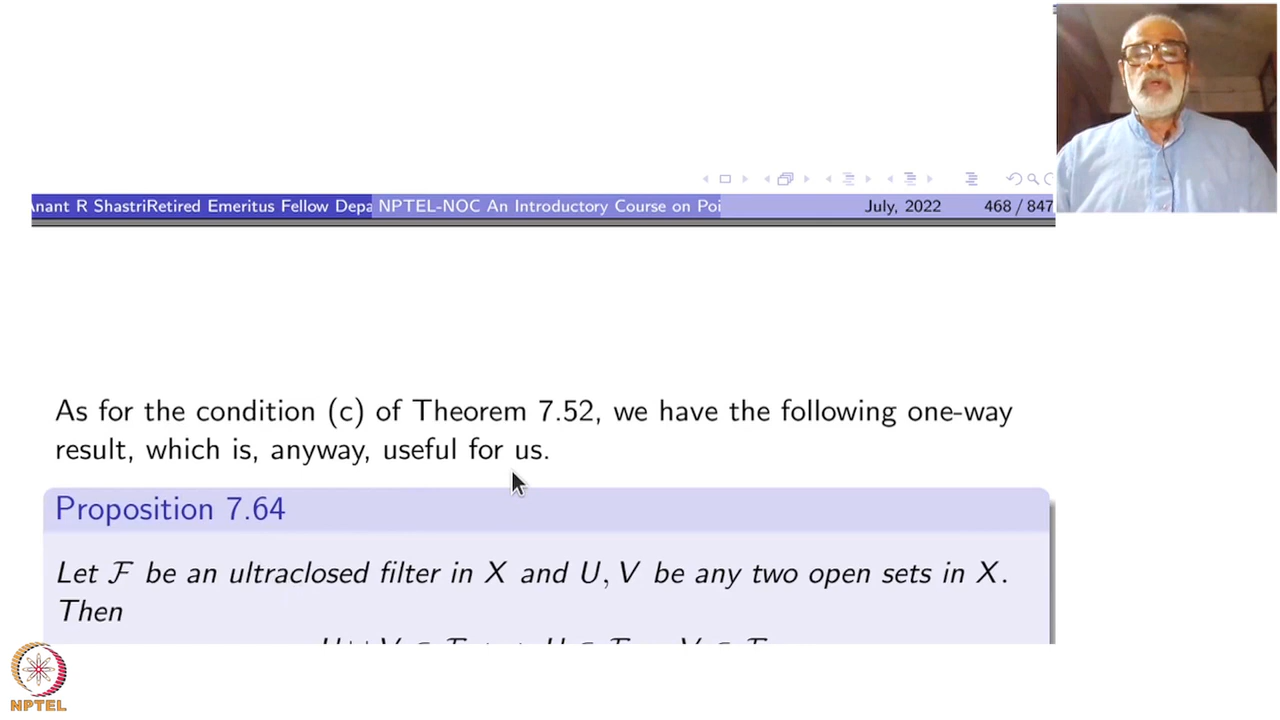 Anant R ShastriRetired Emeritus Fellow Depa NPTEL-NOC An Introductory Course on Poi July, 2022 468 / 847
As for the condition (c) of Theorem 7.52, we have the following one-way
result, which is, anyway, useful for us.
Proposition 7.64
Let F be an ultraclosed filter in X and U, V be any two open sets in X.
Then
NPTEL